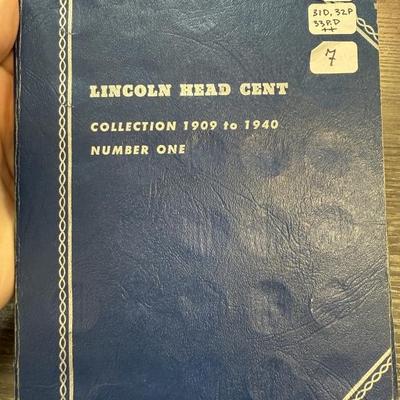 31D, 32P
33P.D
++
7
LINCOLN HEAD CENT
COLLECTION 1909 to 1940
NUMBER ONE